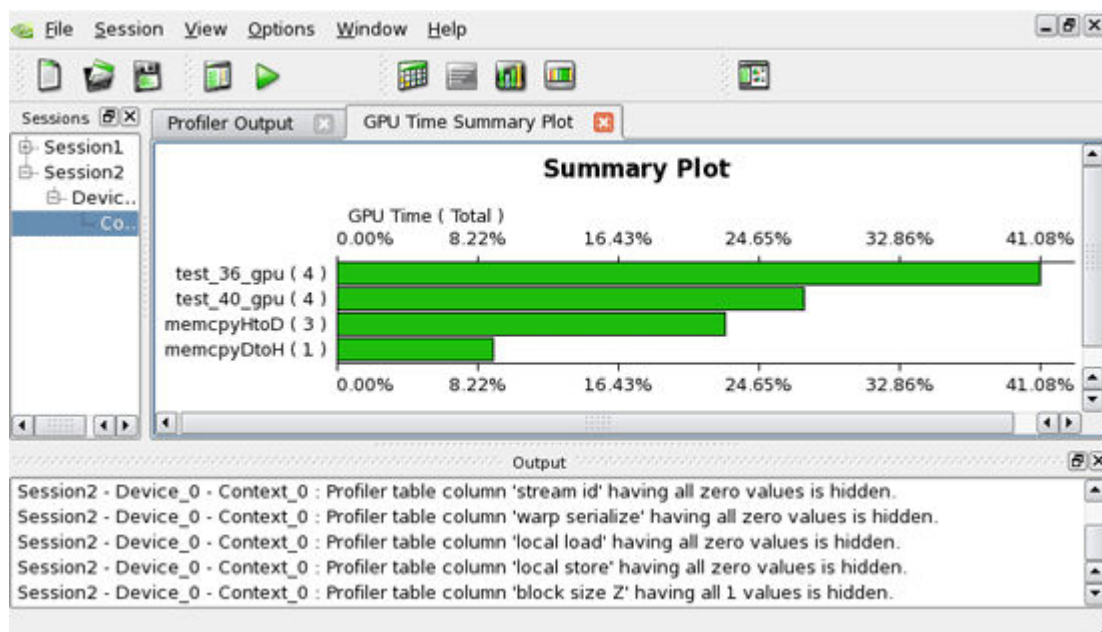 File Session View Options Window Help
Sessions
Session1
Session2
Devic..
Co..
Profiler Output
GPU Time Summary Plot
Summary Plot
GPU Time ( Total )
0.00% 8.22% 16.43% 24.65% 32.86% 41.08%
test_36_gpu ( 4 )
test_40_gpu ( 4 )
memcpyHtoD ( 3 )
memcpyDtoH ( 1 )
0.00% 8.22% 16.43% 24.65% 32.86% 41.08%
Output
Session2 - Device_0 - Context_0 : Profiler table column 'stream id' having all zero values is hidden.
Session2 - Device_0 - Context_0 : Profiler table column 'warp serialize' having all zero values is hidden.
Session2 - Device_0 - Context_0 : Profiler table column 'local load' having all zero values is hidden.
Session2 - Device_0 - Context_0 : Profiler table column 'local store' having all zero values is hidden.
Session2 - Device_0 - Context_0 : Profiler table column 'block size Z' having all 1 values is hidden.